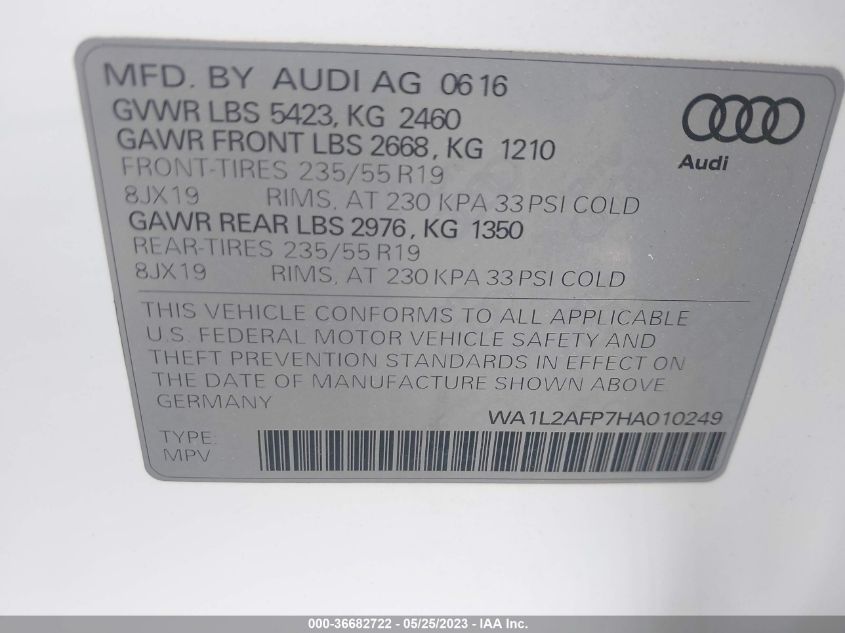 MFD. BY AUDI AG 06 16
GVWR LBS 5423, KG 2460
GAWR FRONT LBS 2668, KG 1210
FRONT-TIRES 235/55 R19
8JX19 RIMS, AT 230 KPA 33 PSI COLD
GAWR REAR LBS 2976, KG 1350
REAR-TIRES 235/55 R19
8JX19 RIMS, AT 230 KPA 33 PSI COLD
Audi
THIS VEHICLE CONFORMS TO ALL APPLICABLE
U.S. FEDERAL MOTOR VEHICLE SAFETY AND
THEFT PREVENTION STANDARDS IN EFFECT ON
THE DATE OF MANUFACTURE SHOWN ABOVE.
GERMANY
WA1L2AFP7HA010249
TYPE:
MPV
000-36682722 - 05/25/2023 - IAA Inc.